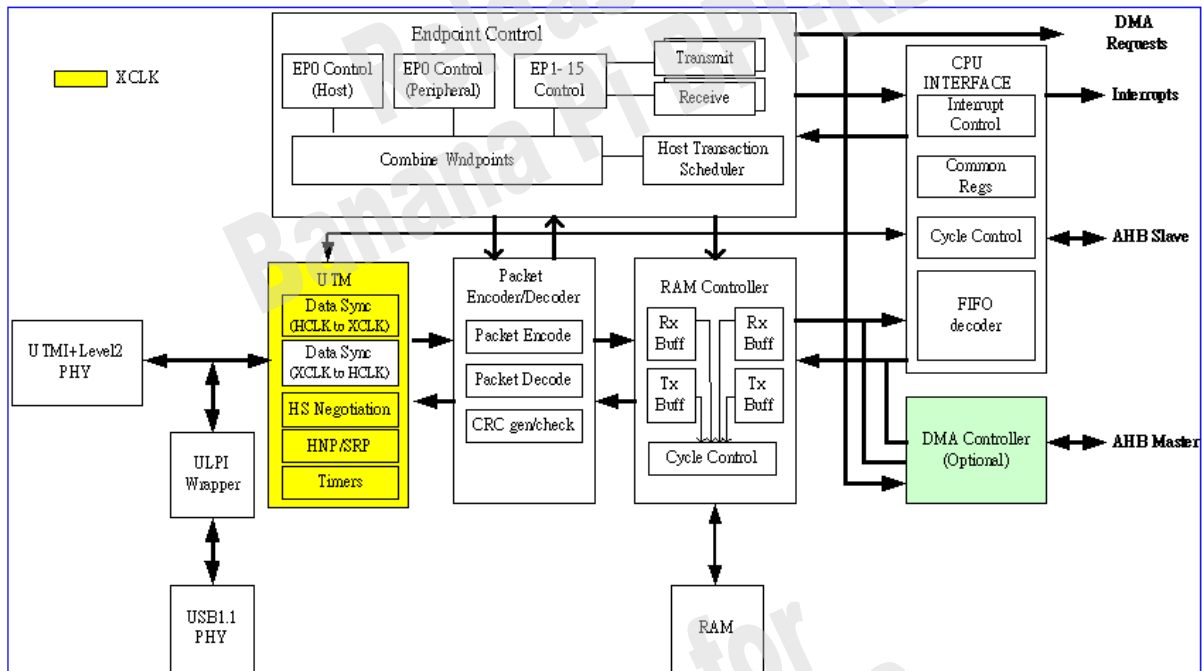 Endpoint Control
EP0 Control
(Host)
EP0 Control
(Peripheral)
EP1- 15
Control
Transmit
Receive
Combine Wndpoints
Host Transaction
Scheduler
XCLK
DMA
Requests
CPU
INTERFACE
Interrupt
Control
Common
Regs
Cycle Control
FIFO
decoder
Interrupts
AHB Slave
UTM
Data Sync
(HCLK to XCLK)
Data Sync
(XCLK to HCLK)
HS Negotiation
HNP/SRP
Timers
Packet
Encoder/Decoder
Packet Encode
Packet Decode
CRC gen/check
RAM Controller
Rx
Buff
Rx
Buff
Tx
Buff
Tx
Buff
Cycle Control
UTMI+Level2
PHY
ULPI
Wrapper
USB1.1
PHY
RAM
DMA Controller
(Optional)
AHB Master
Banana Pi BPI-R
for